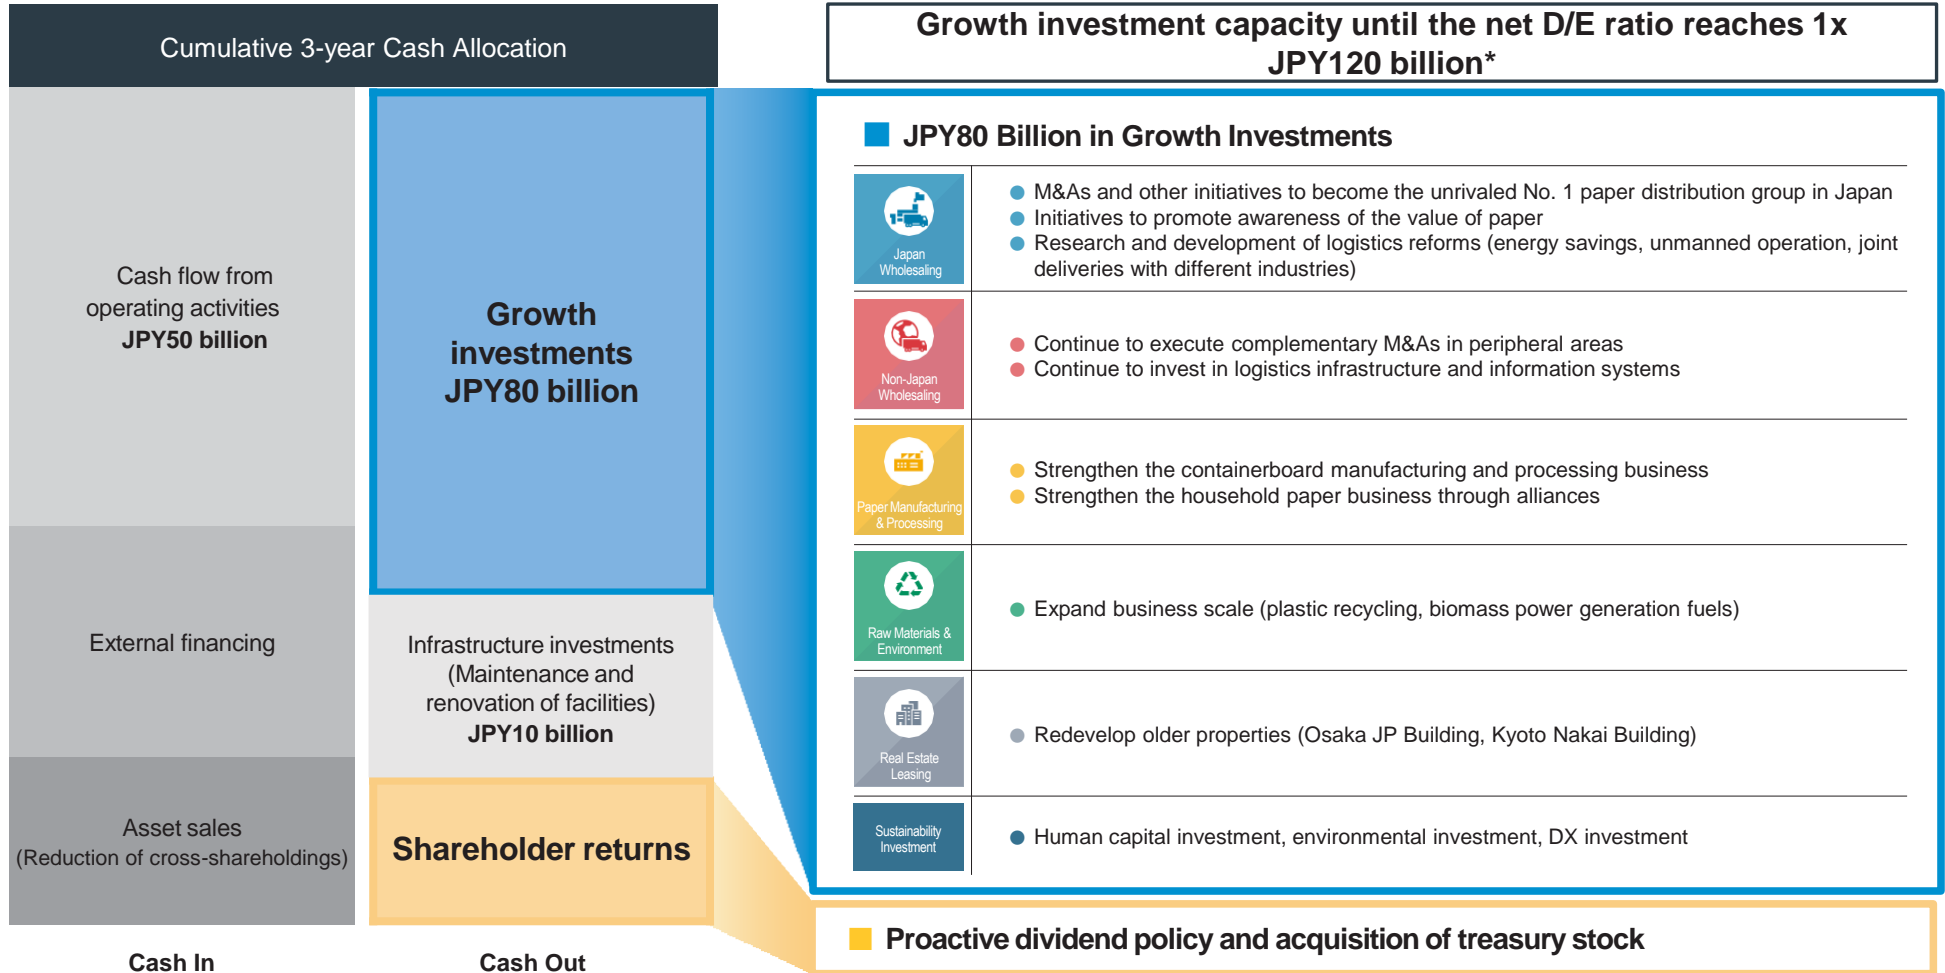 Cumulative 3-year Cash Allocation
Cash flow from
operating activities
JPY50 billion
External financing
Asset sales
(Reduction of cross-shareholdings)
Cash In
Growth
investments
JPY80 billion
Infrastructure investments
(Maintenance and
renovation of facilities)
JPY10 billion
Shareholder returns
Cash Out
Growth investment capacity until the net D/E ratio reaches 1x
JPY120 billion*
JPY80 Billion in Growth Investments
Japan
Wholesaling
M&As and other initiatives to become the unrivaled No. 1 paper distribution group in Japan
Initiatives to promote awareness of the value of paper
Research and development of logistics reforms (energy savings, unmanned operation, joint
deliveries with different industries)
Non-Japan
Wholesaling
Continue to execute complementary M&As in peripheral areas
Continue to invest in logistics infrastructure and information systems
Paper Manufacturing
& Processing
Strengthen the containerboard manufacturing and processing business
Strengthen the household paper business through alliances
Raw Materials &
Environment
Expand business scale (plastic recycling, biomass power generation fuels)
Real Estate
Leasing
Redevelop older properties (Osaka JP Building, Kyoto Nakai Building)
Sustainability
Investment
Human capital investment, environmental investment, DX investment
Proactive dividend policy and acquisition of treasury stock